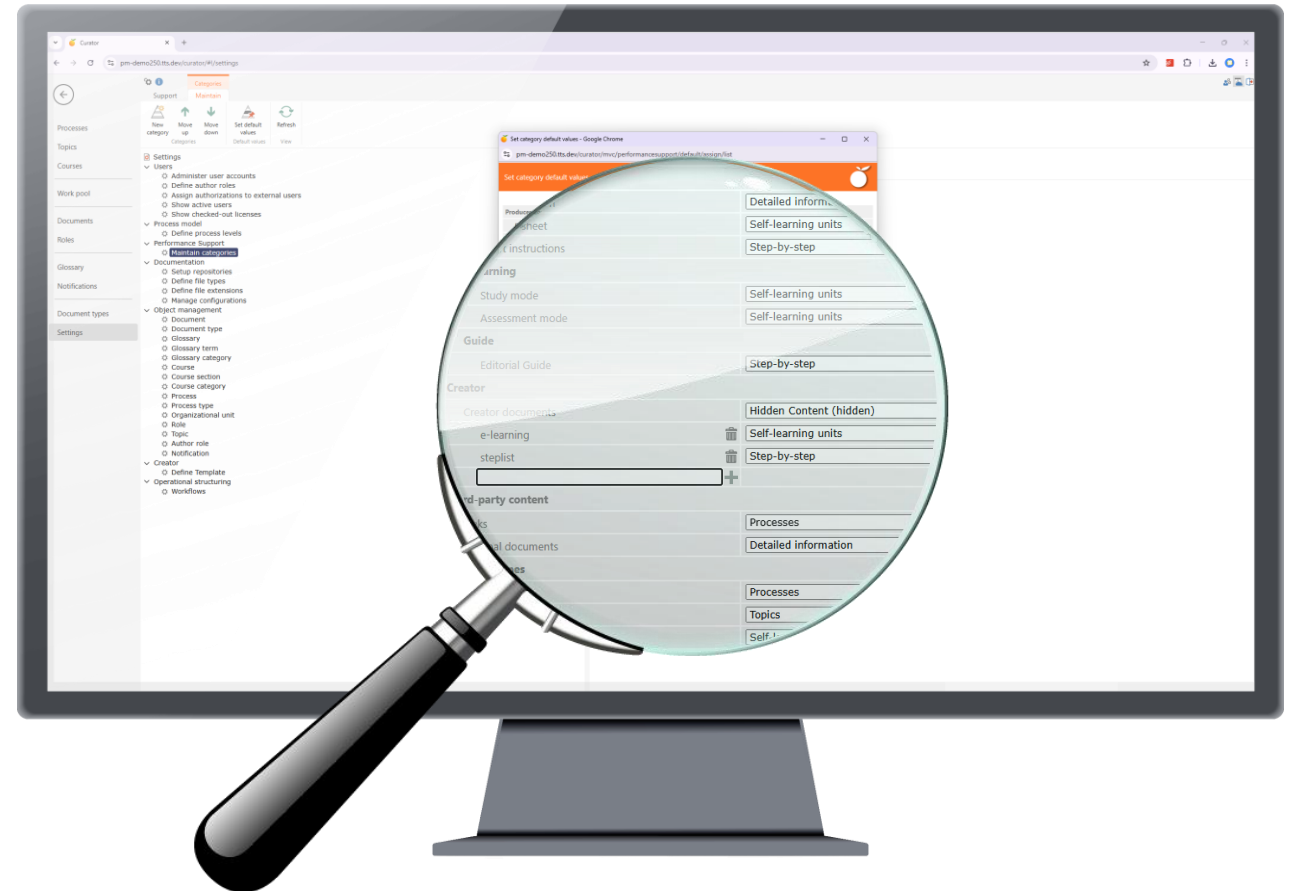 Curator
pm-demo250.tts.dev/curator/#!/settings
Categories
Support Maintain
New category
Move up
Move down
Set default values
Refresh
Categories
Default values
View
Processes
Topics
Courses
Work pool
Documents
Roles
Glossary
Notifications
Document types
Settings
Settings
Users
Administer user accounts
Define author roles
Assign authorizations to external users
Show active users
Show checked-out licenses
Process model
Define process levels
Performance Support
Maintain categories
Documentation
Setup repositories
Define file types
Define file extensions
Manage configurations
Object management
Document
Document type
Glossary
Glossary term
Glossary category
Course
Course section
Course category
Process
Process type
Organizational unit
Role
Topic
Author role
Notification
Creator
Define Template
Operational structuring
Workflows
Set category default values - Google Chrome
pm-demo250.tts.dev/curator/mvc/performancesupport/default/assign/list
Set category default values
Detailed inform
sheet Self-learning units
instructions Step-by-step
Study mode Self-learning units
Assessment mode Self-learning units
Guide
Editorial Guide Step-by-step
Creator
Creator documents Hidden Content (hidden)
e-learning Self-learning units
steplist Step-by-step
rd-party content
Processes
documents Detailed information
Processes
Topics
Self-